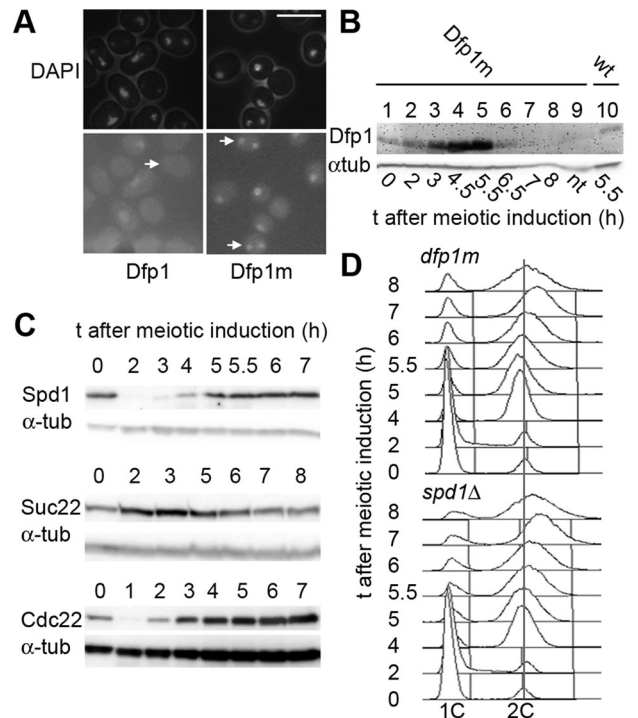 A
DAPI
Dfp1
Dfp1m
B
Dfp1m
wt
1 2 3 4 5 6 7 8 9 10
Dfp1
αtub
0 2 3 4.5 5.5 6.5 7 8 nt 5.5
t after meiotic induction (h)
C
t after meiotic induction (h)
0 2 3 4 5 5.5 6 7
Spd1
α-tub
0 2 3 5 6 7 8
Suc22
α-tub
0 1 2 3 4 5 6 7
Cdc22
α-tub
D
dfp1m
8
7
6
5.5
5
4
2
0
spd1Δ
8
7
6
5.5
5
4
2
0
t after meiotic induction (h)
1C 2C